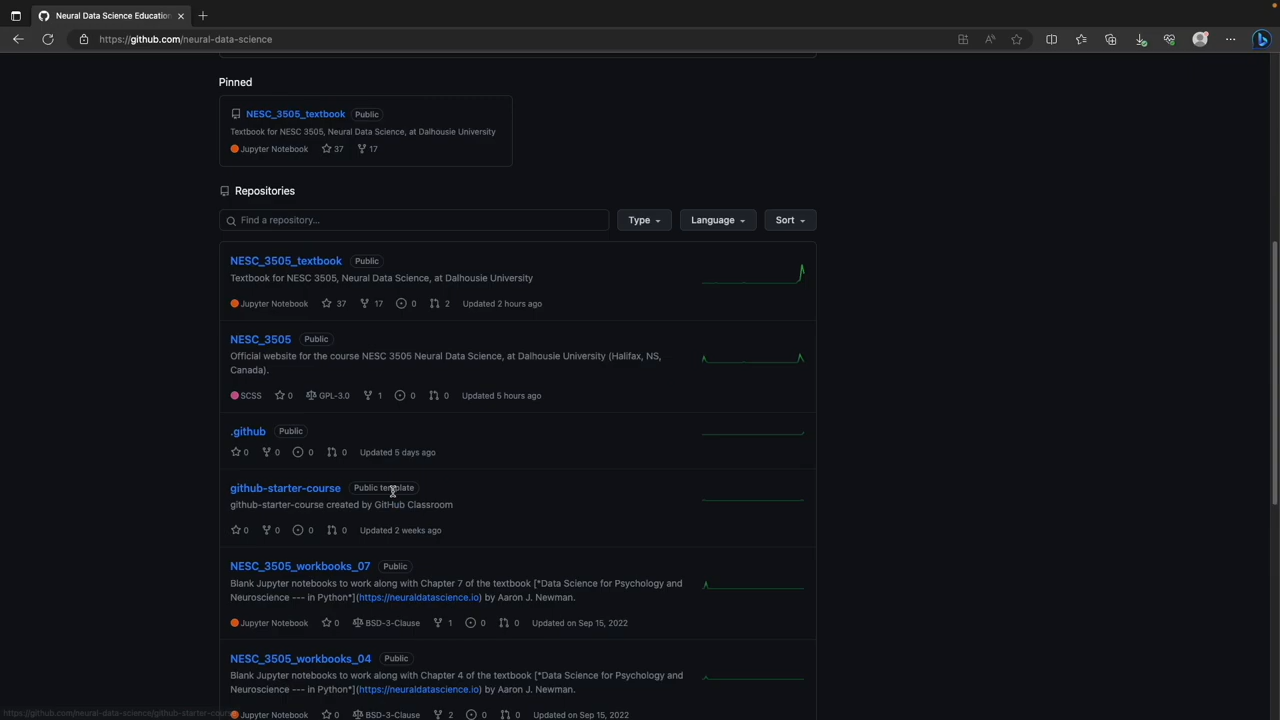 Neural Data Science Education
https://github.com/neural-data-science
Pinned
NESC_3505_textbook Public
Textbook for NESC 3505, Neural Data Science, at Dalhousie University
Jupyter Notebook 37 17
Repositories
Find a repository... Type Language Sort
NESC_3505_textbook Public
Textbook for NESC 3505, Neural Data Science, at Dalhousie University
Jupyter Notebook 37 17 0 2 Updated 2 hours ago
NESC_3505 Public
Official website for the course NESC 3505 Neural Data Science, at Dalhousie University (Halifax, NS,
Canada).
SCSS 0 GPL-3.0 1 0 0 Updated 5 hours ago
.github Public
0 0 0 0 Updated 5 days ago
github-starter-course Public template
github-starter-course created by GitHub Classroom
0 0 0 0 Updated 2 weeks ago
NESC_3505_workbooks_07 Public
Blank Jupyter notebooks to work along with Chapter 7 of the textbook [*Data Science for Psychology and
Neuroscience --- in Python*](https://neuraldatascience.io) by Aaron J. Newman.
Jupyter Notebook 0 BSD-3-Clause 1 0 0 Updated on Sep 15, 2022
NESC_3505_workbooks_04 Public
Blank Jupyter notebooks to work along with Chapter 4 of the textbook [*Data Science for Psychology and
Neuroscience --- in Python*](https://neuraldatascience.io) by Aaron J. Newman.
Jupyter Notebook 0 BSD-3-Clause 2 0 0 Updated on Sep 15, 2022
https://github.com/neural-data-science/github-starter-course